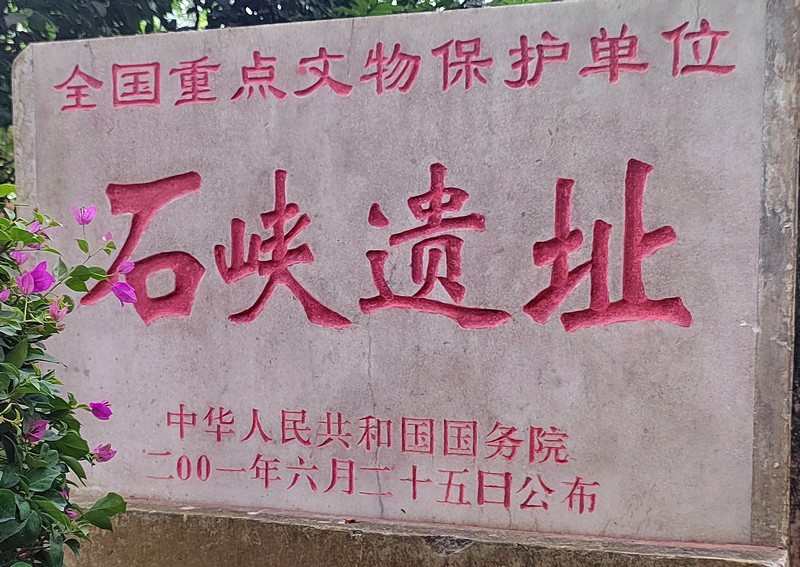 全国重点文物保护单位
石峡遗址
中华人民共和国国务院
二00一年六月二十五日公布